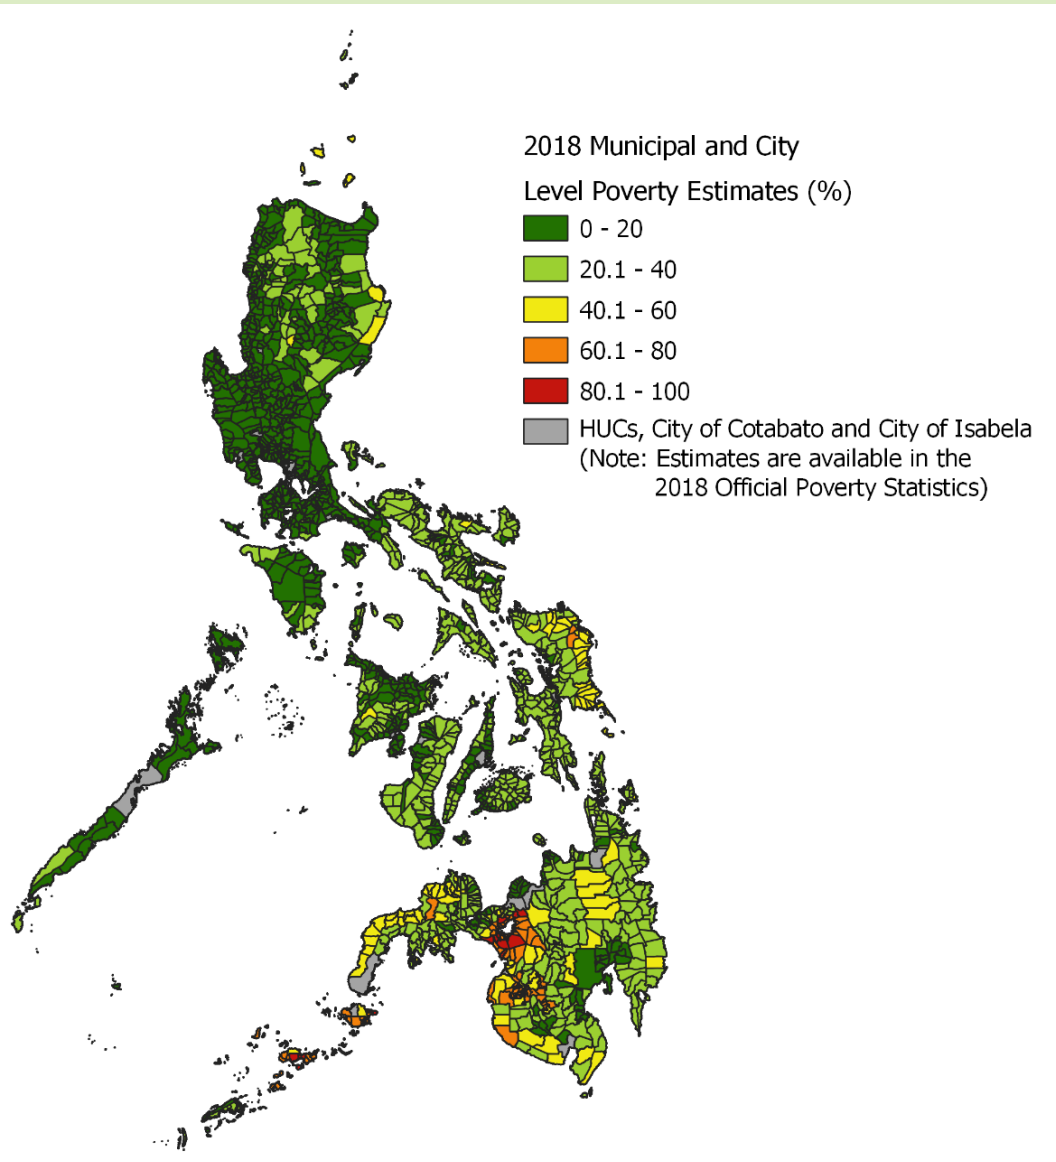 2018 Municipal and City
Level Poverty Estimates (%)
0 - 20
20.1 - 40
40.1 - 60
60.1 - 80
80.1 - 100
HUCs, City of Cotabato and City of Isabela
(Note: Estimates are available in the
2018 Official Poverty Statistics)